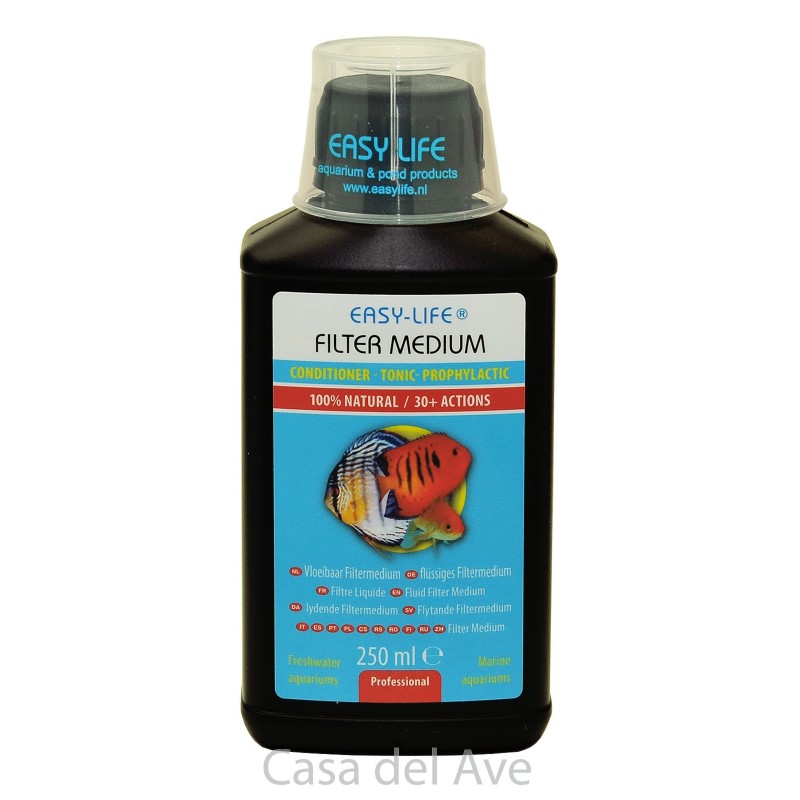 EASY LIFE
aquarium & pond products
www.easylife.nl
EASY-LIFE®
FILTER MEDIUM
CONDITIONER - TONIC- PROPHYLACTIC
100% NATURAL / 30+ ACTIONS
NL Vloeibaar Filtermedium DE flüssiges Filtermedium
FR Filtre Liquide EN Fluid Filter Medium
DA lydende Filtermedium SV Flytande Filtermedium
IT ES PT PL CS RS RO FI RU ZH Filter Medium
Freshwater aquariums
250 ml ℮
Marine aquariums
Professional
Casa del Ave